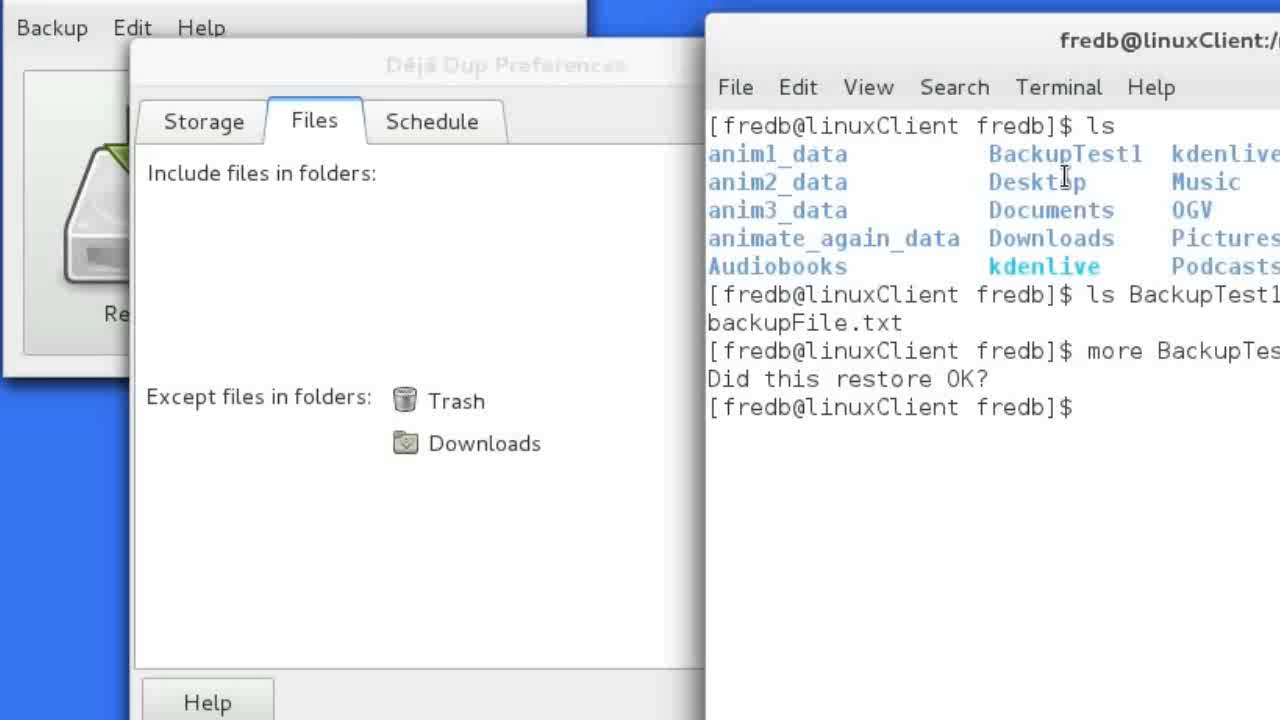 Backup Edit Help
Re
Déjà Dup Preferences
Storage Files Schedule
Include files in folders:
Except files in folders: Trash
Downloads
Help
fredb@linuxClient:/
File Edit View Search Terminal Help
[fredb@linuxClient fredb]$ ls
anim1_data BackupTest1 kdenlive
anim2_data Desktop Music
anim3_data Documents OGV
animate_again_data Downloads Pictures
Audiobooks kdenlive Podcasts
[fredb@linuxClient fredb]$ ls BackupTest1
backupFile.txt
[fredb@linuxClient fredb]$ more BackupTes
Did this restore OK?
[fredb@linuxClient fredb]$